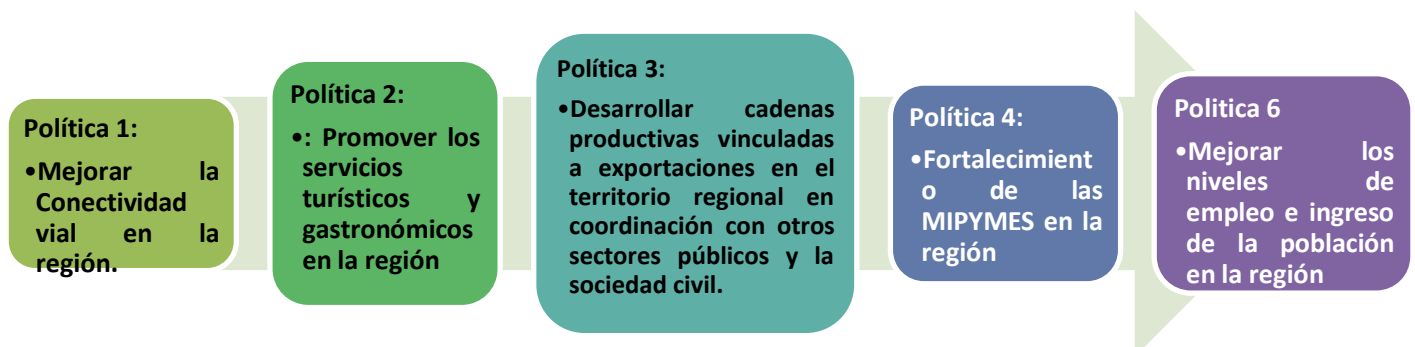 Política 1:
•Mejorar la
Conectividad
vial en la
región.
Política 2:
•: Promover los
servicios
turísticos y
gastronómicos
en la región
Política 3:
•Desarrollar cadenas
productivas vinculadas
a exportaciones en el
territorio regional en
coordinación con otros
sectores públicos y la
sociedad civil.
Política 4:
•Fortalecimient
o de las
MIPYMES en la
región
Politica 6
•Mejorar los
niveles de
empleo e ingreso
de la población
en la región